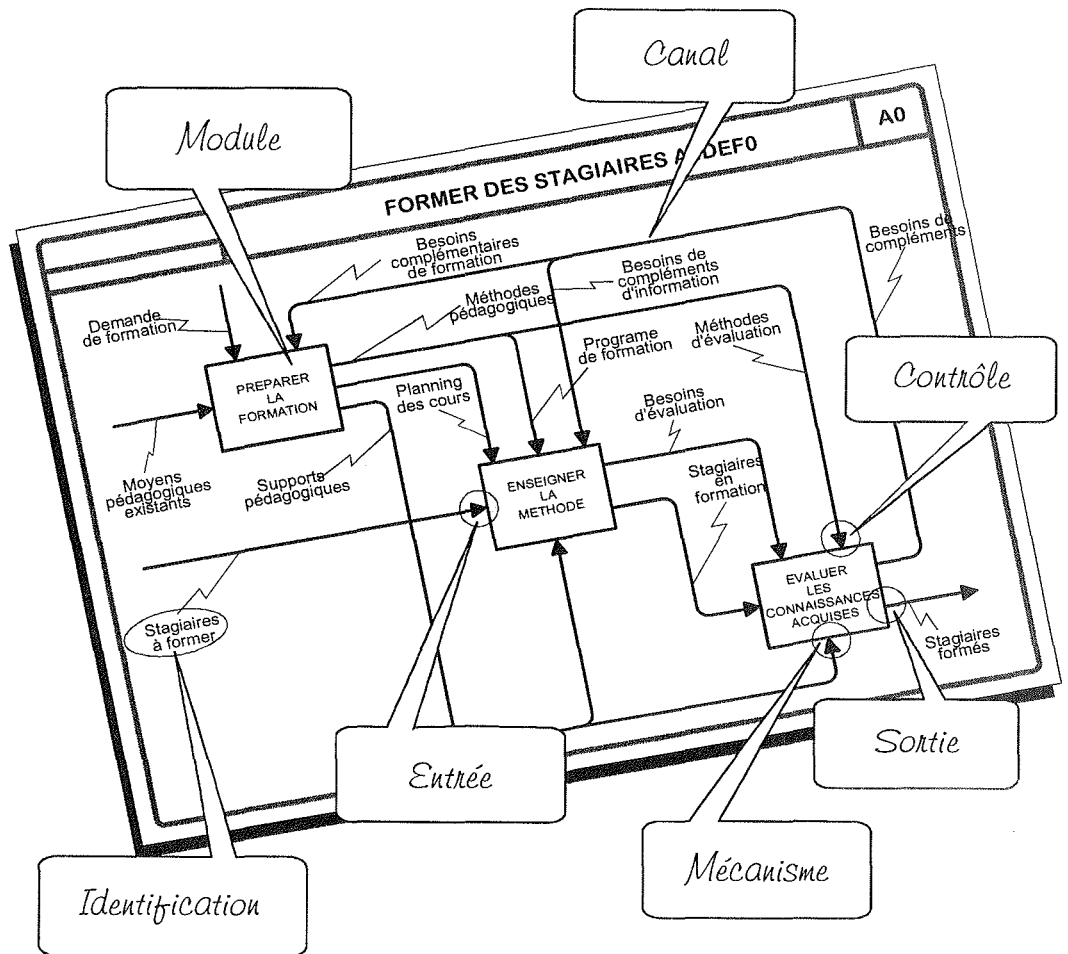 Canal
Module
A0
FORMER DES STAGIAIRES A IDEF0
Besoins
complémentaires
de formation
Besoins de
compléments
d'information
Besoins de
compléments
Demande
de formation
Méthodes
pédagogiques
Programe
de formation
Méthodes
d'évaluation
Contrôle
PREPARER
LA
FORMATION
Planning
des cours
Besoins
d'évaluation
Moyens
pédagogiques
existants
Supports
pédagogiques
ENSEIGNER
LA
METHODE
Stagiaires
en
formation
EVALUER
LES
CONNAISSANCES
ACQUISES
Stagiaires
à former
Stagiaires
formés
Sortie
Entrée
Mécanisme
Identification